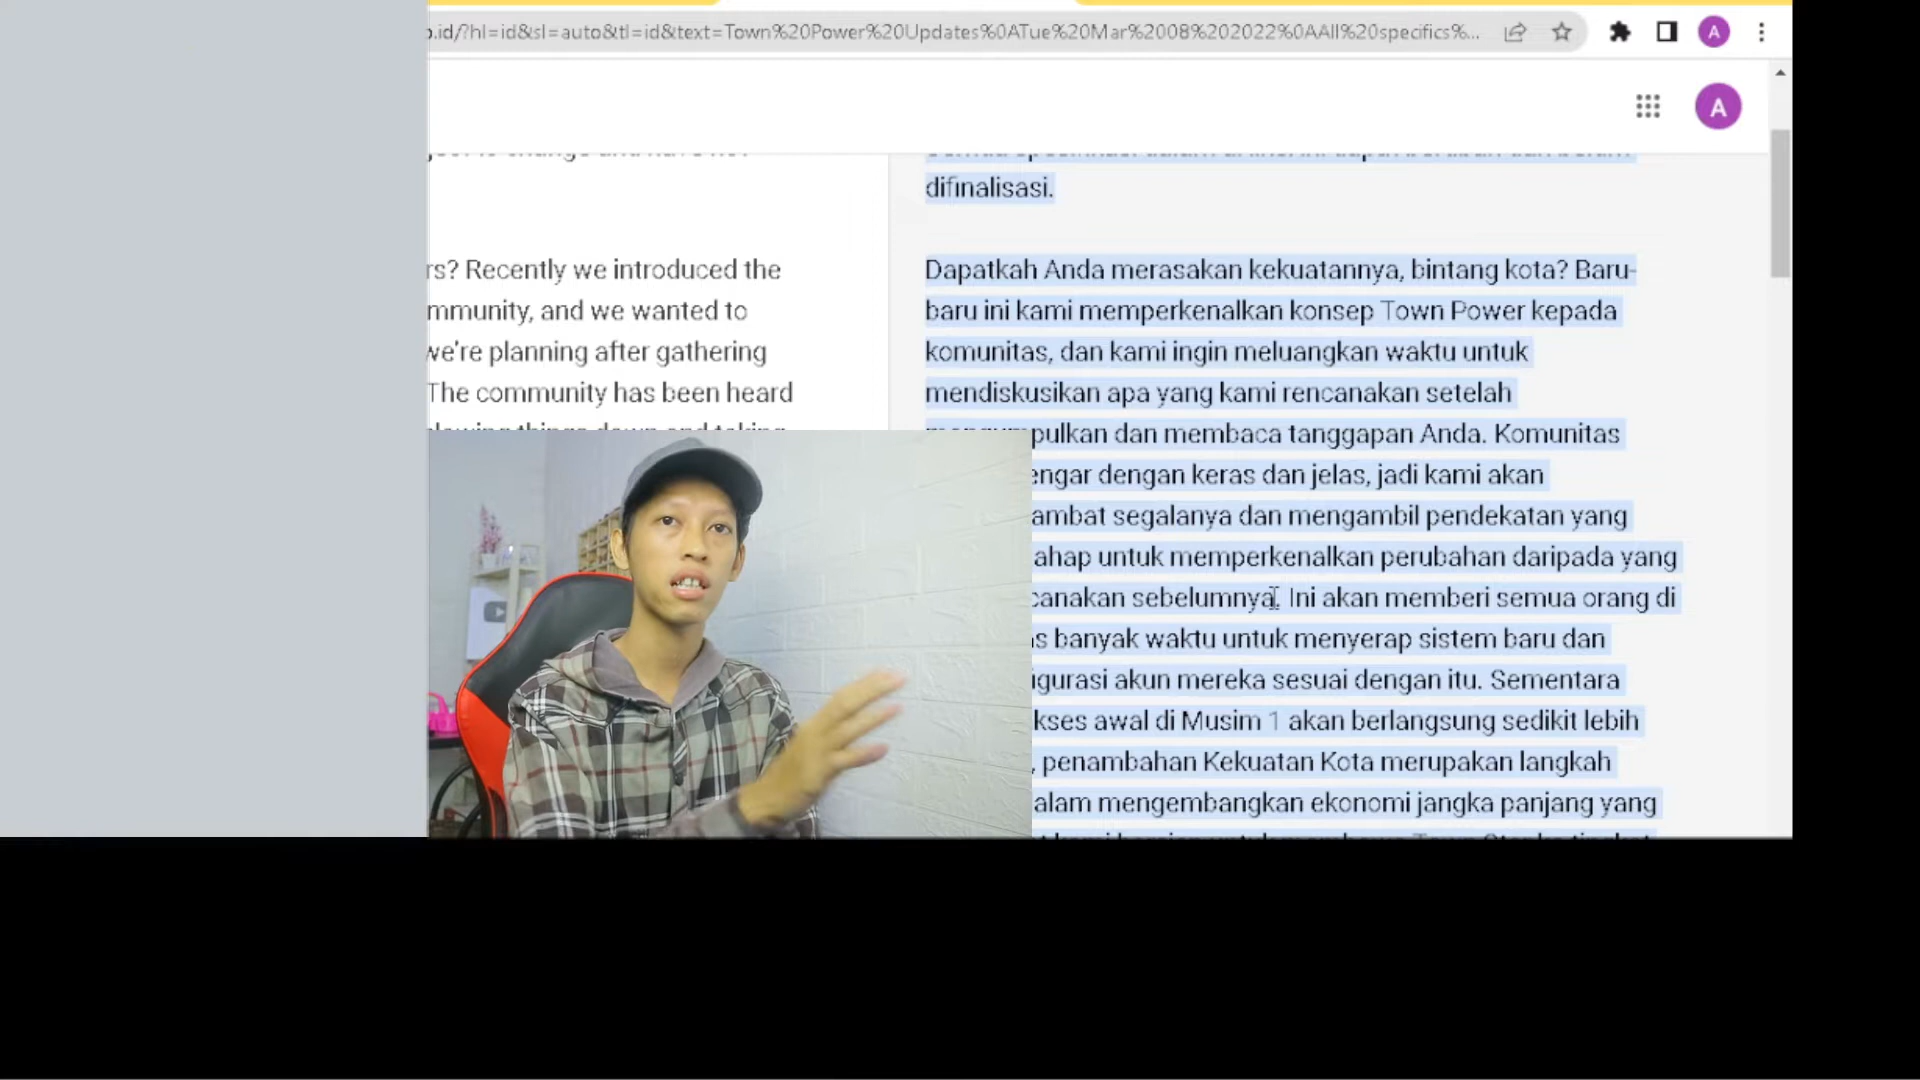 o.id/?hl=id&sl=auto&tl=id&text=Town%20Power%20Updates%0ATue%20Mar%2008%202022%0AAll%20specifics%...
A
A
difinalisasi.
rs? Recently we introduced the
mmunity, and we wanted to
we're planning after gathering
The community has been heard
Dapatkah Anda merasakan kekuatannya, bintang kota? Baru-
baru ini kami memperkenalkan konsep Town Power kepada
komunitas, dan kami ingin meluangkan waktu untuk
mendiskusikan apa yang kami rencanakan setelah
pulkan dan membaca tanggapan Anda. Komunitas
engar dengan keras dan jelas, jadi kami akan
ambat segalanya dan mengambil pendekatan yang
ahap untuk memperkenalkan perubahan daripada yang
canakan sebelumnya. Ini akan memberi semua orang di
s banyak waktu untuk menyerap sistem baru dan
igurasi akun mereka sesuai dengan itu. Sementara
kses awal di Musim 1 akan berlangsung sedikit lebih
, penambahan Kekuatan Kota merupakan langkah
alam mengembangkan ekonomi jangka panjang yang